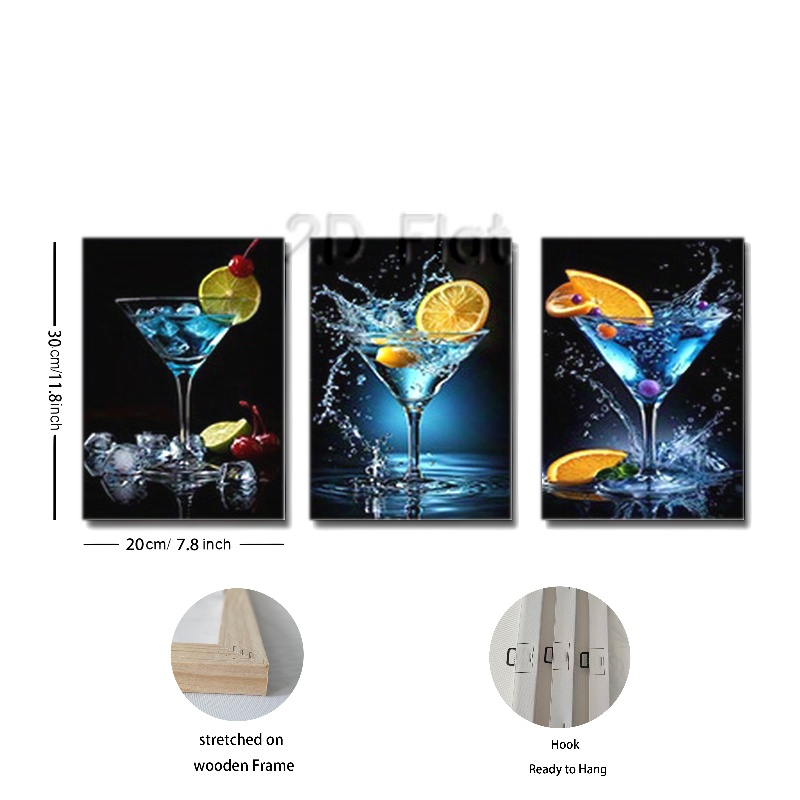 2D Flat
30cm/11.8inch
20cm/ 7.8 inch
stretched on
wooden Frame
Hook
Ready to Hang